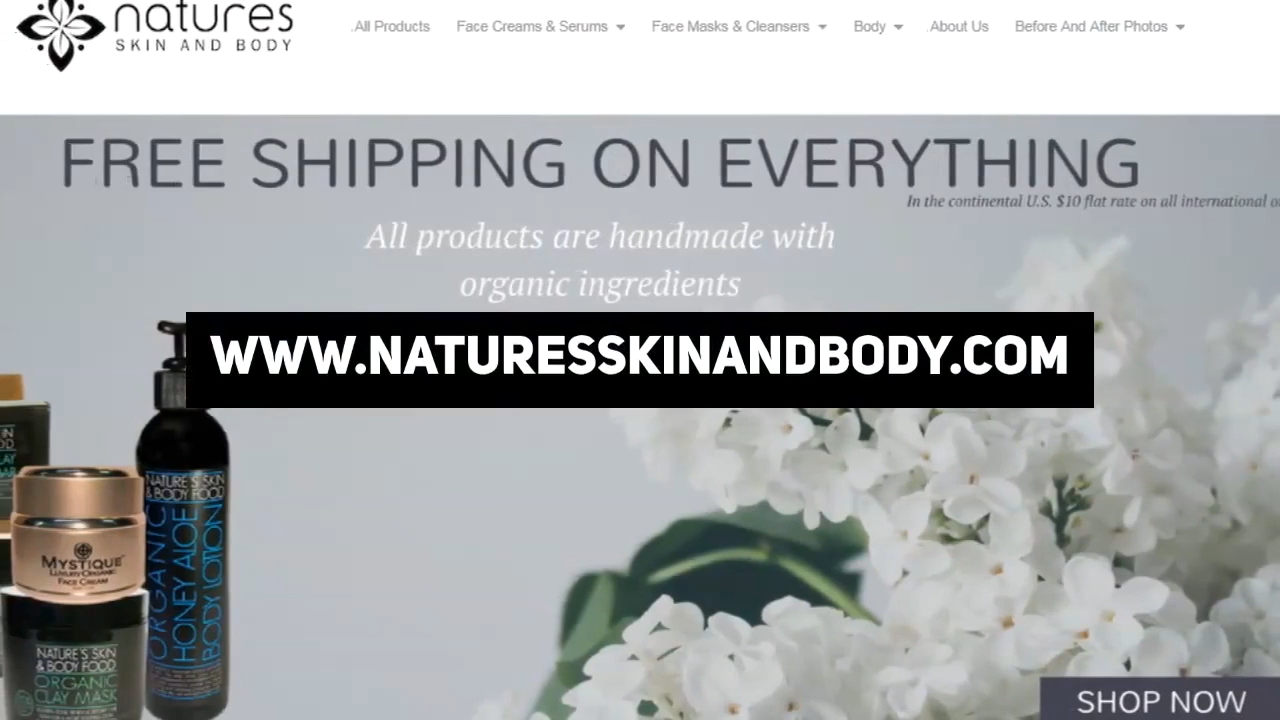 natures
SKIN AND BODY
All Products
Face Creams & Serums
Face Masks & Cleansers
Body
About Us
Before And After Photos
FREE SHIPPING ON EVERYTHING
In the continental U.S. $10 flat rate on all international
All products are handmade with
organic ingredients
WWW.NATURESSKINANDBODY.COM
NATURE'S SKIN
& BODY FOOD
ORGANIC
HONEY ALOE
BODY LOTION
MYSTIQUE
LUXURY ORGANIC
FACE CREAM
NATURE'S SKIN
& BODY FOOD
ORGANIC
CLAY MASK
SHOP NOW